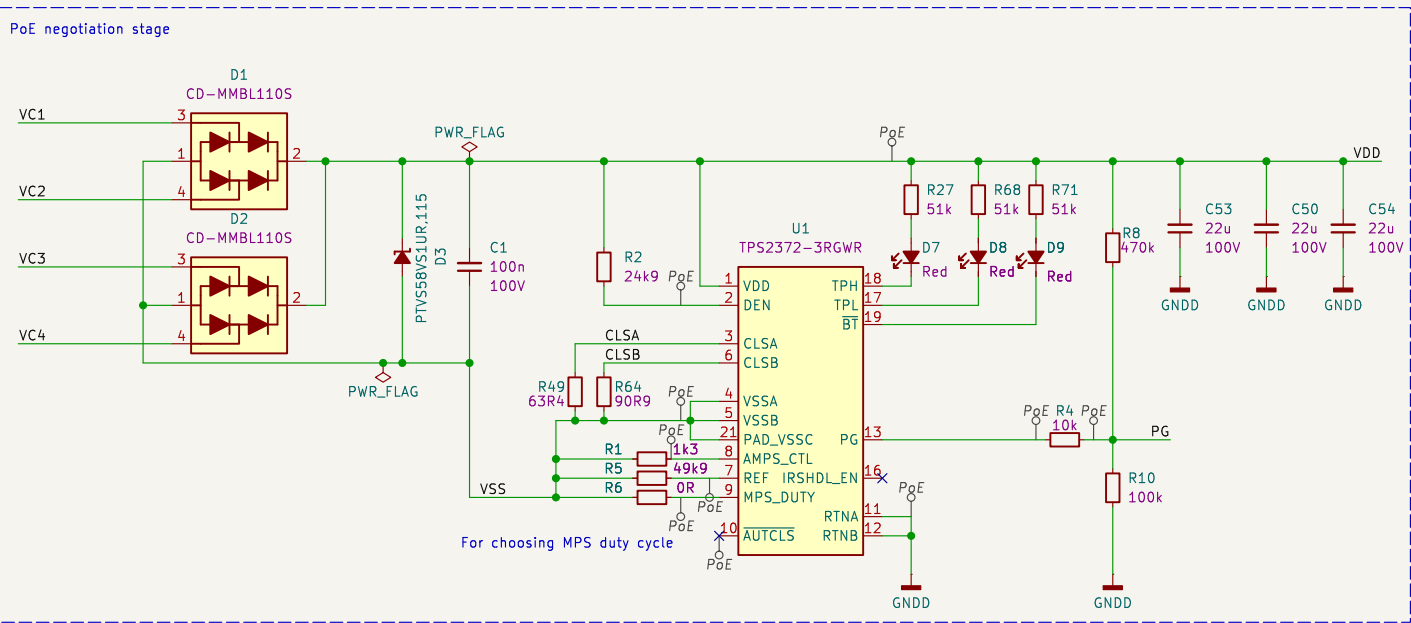 PoE negotiation stage
D1
CD-MMBL110S
VC1
3
1
2
VC2
4
D2
CD-MMBL110S
VC3
3
1
2
VC4
4
PWR_FLAG
PWR_FLAG
PTVS58VS1UR,115
D3
C1
100n
100V
R2
24k9
PoE
CLSA
CLSB
R49
63R4
R64
90R9
PoE
PoE
R1
1k3
R5
49k9
R6
0R
VSS
PoE
PoE
For choosing MPS duty cycle
PoE
U1
TPS2372-3RGWR
1 VDD
2 DEN
3 CLSA
6 CLSB
4 VSSA
5 VSSB
21 PAD_VSSC
8 AMPS_CTL
7 REF
9 MPS_DUTY
10 AUTCLS
TPH 18
TPL 17
BT 19
PG 13
IRSHDL_EN 16
RTNA 11
RTNB 12
PoE
VDD
R27
51k
R68
51k
R71
51k
D7
Red
D8
Red
D9
Red
R8
470k
C53
22u
100V
C50
22u
100V
C54
22u
100V
GNDD
GNDD
GNDD
PoE
R4
10k
PoE
PG
R10
100k
PoE
GNDD
GNDD